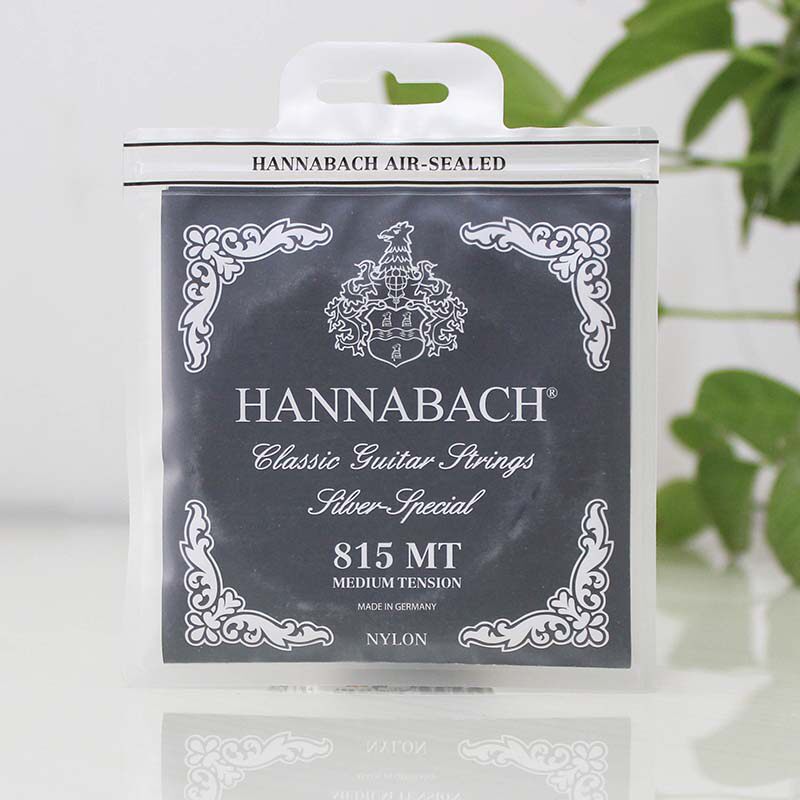 HANNABACH AIR-SEALED
HANNABACH®
Classic Guitar Strings
Silver-Special
815 MT
MEDIUM TENSION
MADE IN GERMANY
NYLON